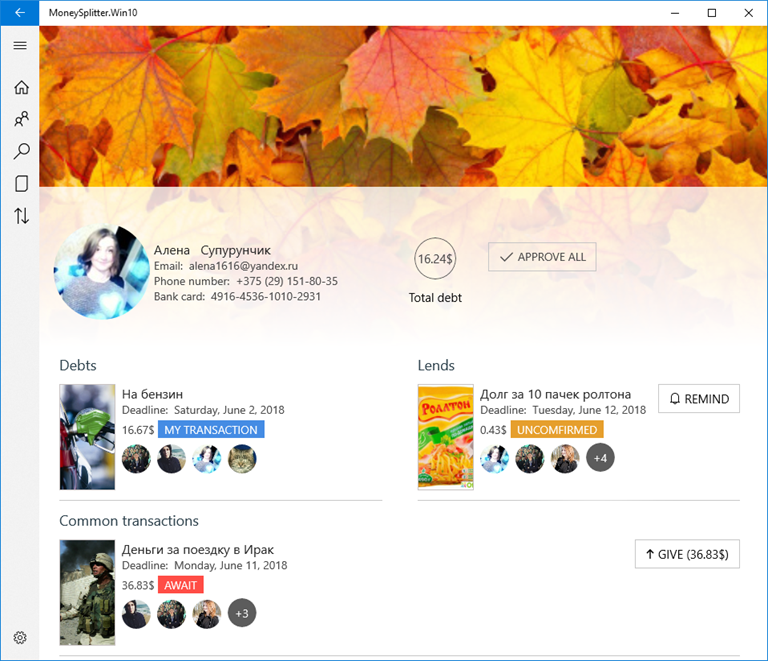 MoneySplitter.Win10
Алена Супурунчик
Email: alena1616@yandex.ru
Phone number: +375 (29) 151-80-35
Bank card: 4916-4536-1010-2931
16.24$
Total debt
APPROVE ALL
Debts
На бензин
Deadline: Saturday, June 2, 2018
16.67$ MY TRANSACTION
Lends
РОЛЛТОН
Долг за 10 пачек ролтона
Deadline: Tuesday, June 12, 2018
0.43$ UNCOMFIRMED
+4
REMIND
Common transactions
Деньги за поездку в Ирак
Deadline: Monday, June 11, 2018
36.83$ AWAIT
+3
GIVE (36.83$)